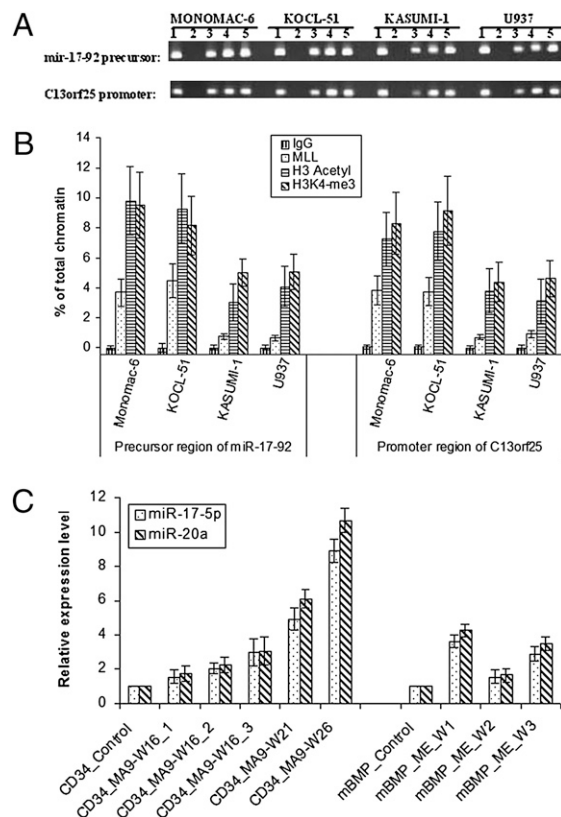 A
MONOMAC-6 KOCL-51 KASUMI-1 U937
1 2 3 4 5 1 2 3 4 5 1 2 3 4 5 1 2 3 4 5
mir-17-92 precursor:
C13orf25 promoter:
B
14
12
10
8
6
4
2
0
% of total chromatin
IgG
MLL
H3 Acetyl
H3K4-me3
Monomac-6
KOCL-51
KASUMI-1
U937
Monomac-6
KOCL-51
KASUMI-1
U937
Precursor region of miR-17-92
Promoter region of C13orf25
C
12
10
8
6
4
2
0
Relative expression level
miR-17-5p
miR-20a
CD34_Control
CD34_MA9-W16_1
CD34_MA9-W16_2
CD34_MA9-W16_3
CD34_MA9-W21
CD34_MA9-W26
mBMP_Control
mBMP_ME_W1
mBMP_ME_W2
mBMP_ME_W3